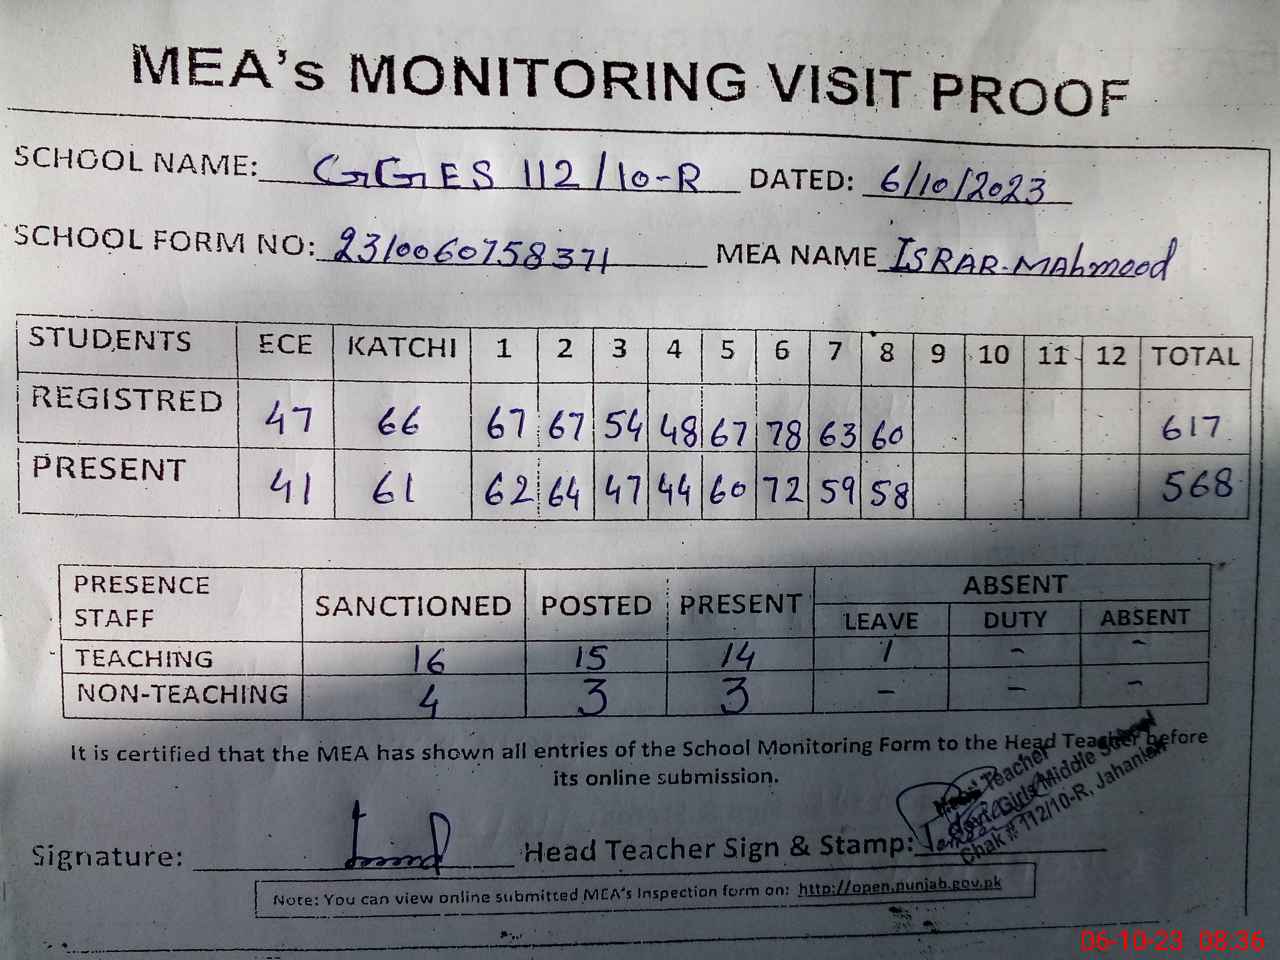 MEA's MONITORING VISIT PROOF
SCHOOL NAME: GGES 112/10-R DATED: 6/10/2023
SCHOOL FORM NO: 2310060758371 MEA NAME ISRAR-MAhmood
STUDENTS ECE KATCHI 1 2 3 4 5 6 7 8 9 10 11 12 TOTAL
REGISTRED 47 66 67 67 54 48 67 78 63 60 617
PRESENT 41 61 62 64 47 44 60 72 59 58 568
PRESENCE STAFF SANCTIONED POSTED PRESENT ABSENT
LEAVE DUTY ABSENT
TEACHING 16 15 14 1 - -
NON-TEACHING 4 3 3 - - -
It is certified that the MEA has shown all entries of the School Monitoring Form to the Head Teacher before
its online submission.
Head Teacher
Girls Middle School
Chak # 112/10-R, Jahanian
Signature: Head Teacher Sign & Stamp:
Note: You can view online submitted MEA's Inspection form on: http://open.punjab.gov.pk
06-10-23 08:36